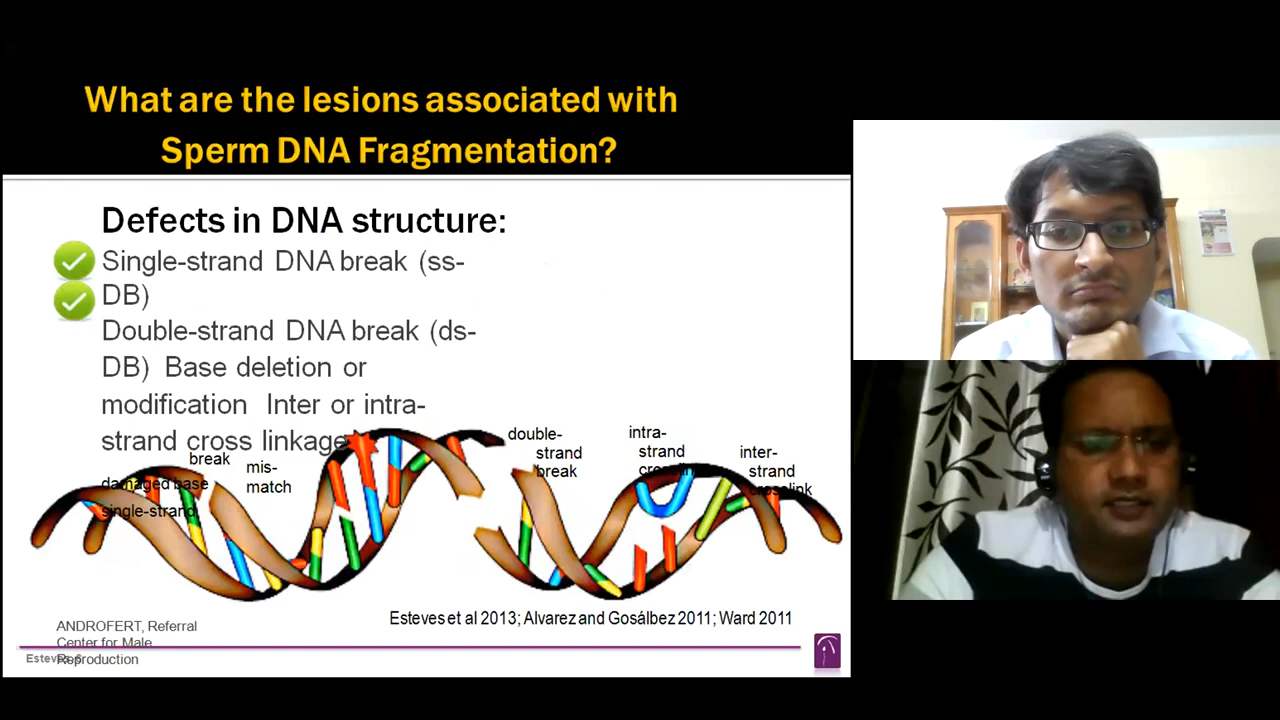 What are the lesions associated with
Sperm DNA Fragmentation?
Defects in DNA structure:
Single-strand DNA break (ss-
DB)
Double-strand DNA break (ds-
DB) Base deletion or
modification Inter or intra-
strand cross linkage
break
damaged base
single-strand
mis-
match
double-
strand
break
intra-
strand
crosslink
inter-
strand
crosslink
Esteves et al 2013; Alvarez and Gosálbez 2011; Ward 2011
ANDROFERT, Referral
Center for Male
Reproduction
Esteves, 6